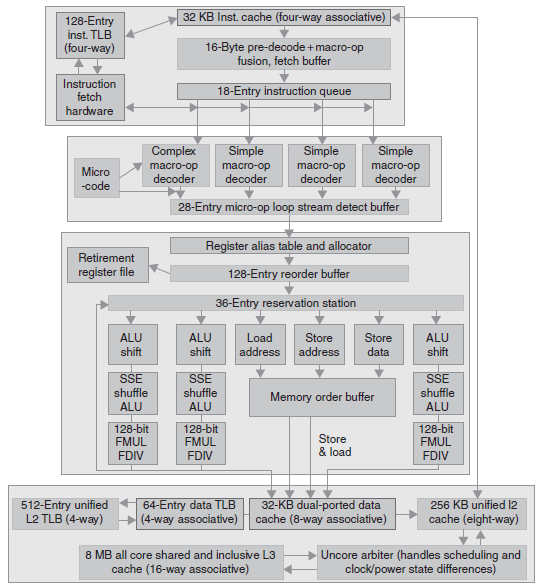 128-Entry
inst. TLB
(four-way)
32 KB Inst. cache (four-way associative)
16-Byte pre-decode + macro-op
fusion, fetch buffer
Instruction
fetch
hardware
18-Entry instruction queue
Micro
-code
Complex
macro-op
decoder
Simple
macro-op
decoder
Simple
macro-op
decoder
Simple
macro-op
decoder
28-Entry micro-op loop stream detect buffer
Register alias table and allocator
Retirement
register file
128-Entry reorder buffer
36-Entry reservation station
ALU
shift
ALU
shift
Load
address
Store
address
Store
data
ALU
shift
SSE
shuffle
ALU
SSE
shuffle
ALU
Memory order buffer
SSE
shuffle
ALU
128-bit
FMUL
FDIV
128-bit
FMUL
FDIV
Store
& load
128-bit
FMUL
FDIV
512-Entry unified
L2 TLB (4-way)
64-Entry data TLB
(4-way associative)
32-KB dual-ported data
cache (8-way associative)
256 KB unified l2
cache (eight-way)
8 MB all core shared and inclusive L3
cache (16-way associative)
Uncore arbiter (handles scheduling and
clock/power state differences)